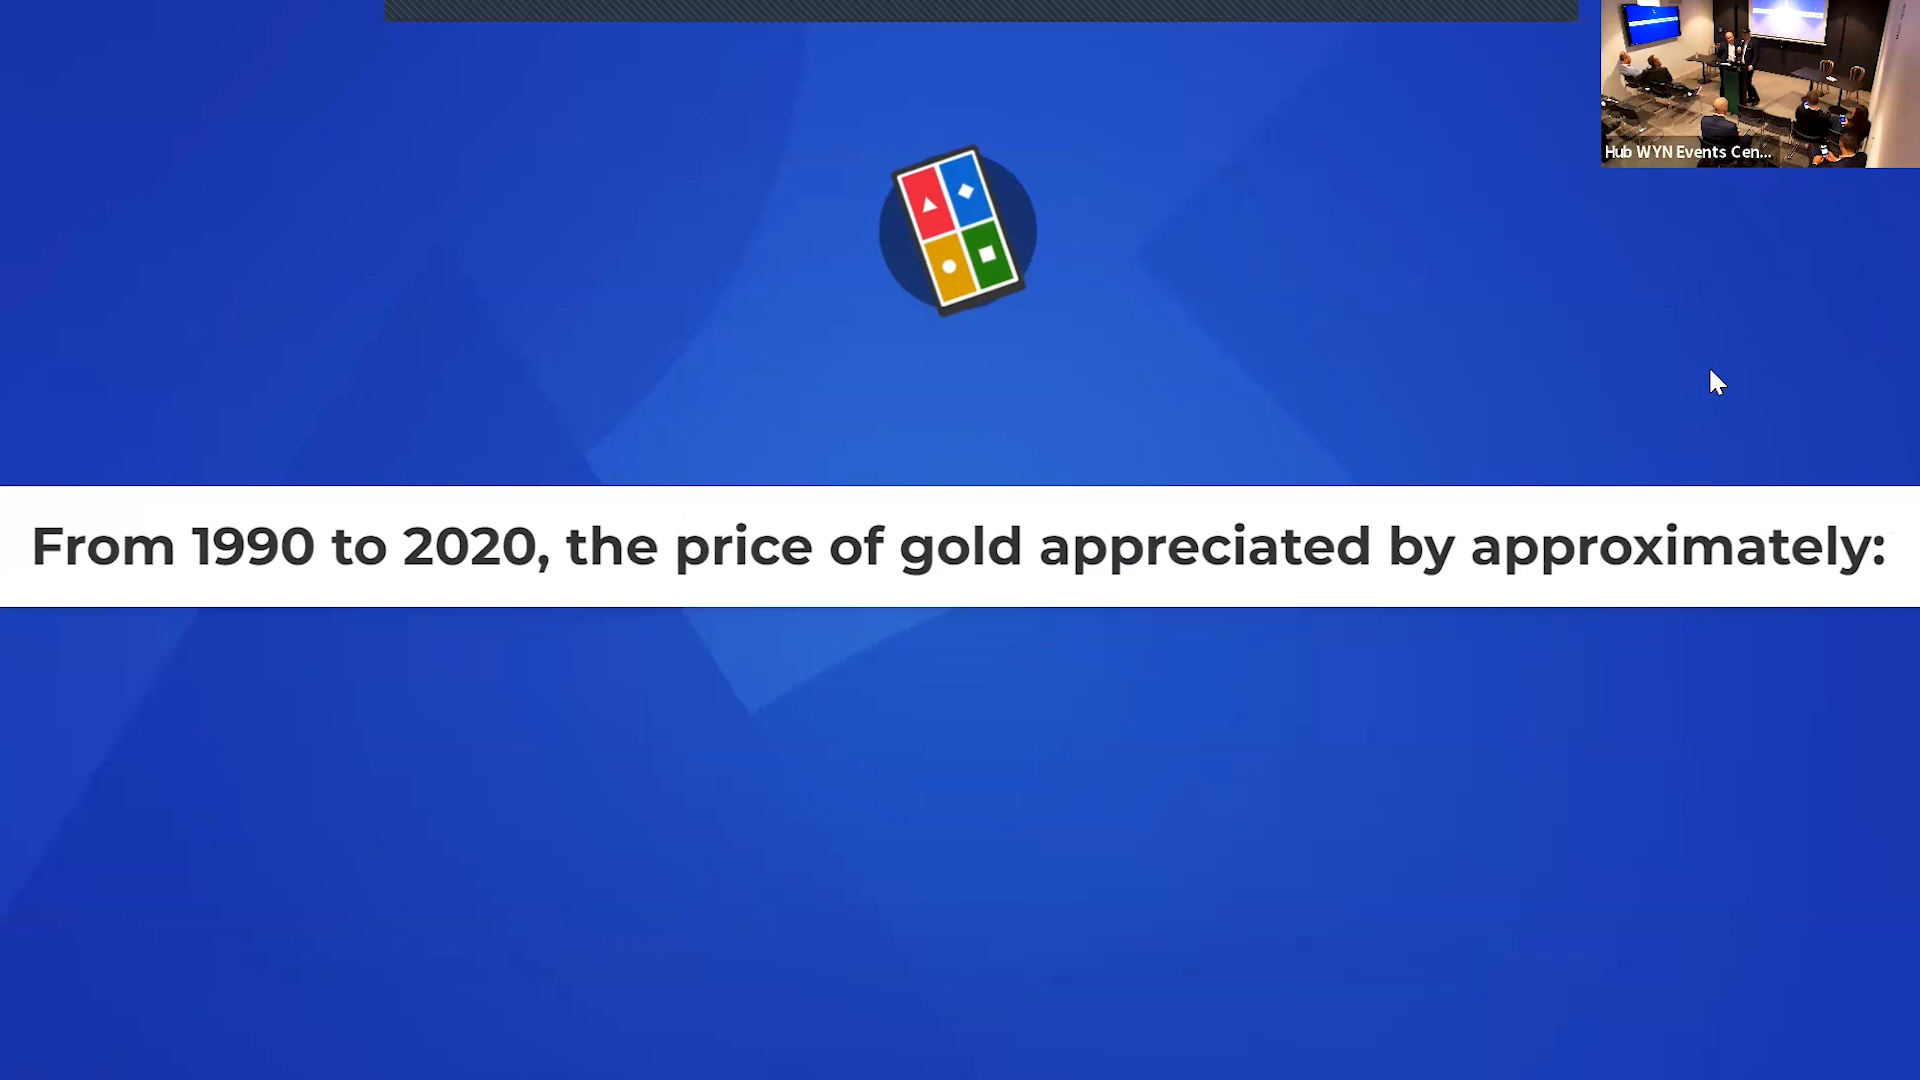 Hub WYN Events Cen...
From 1990 to 2020, the price of gold appreciated by approximately: